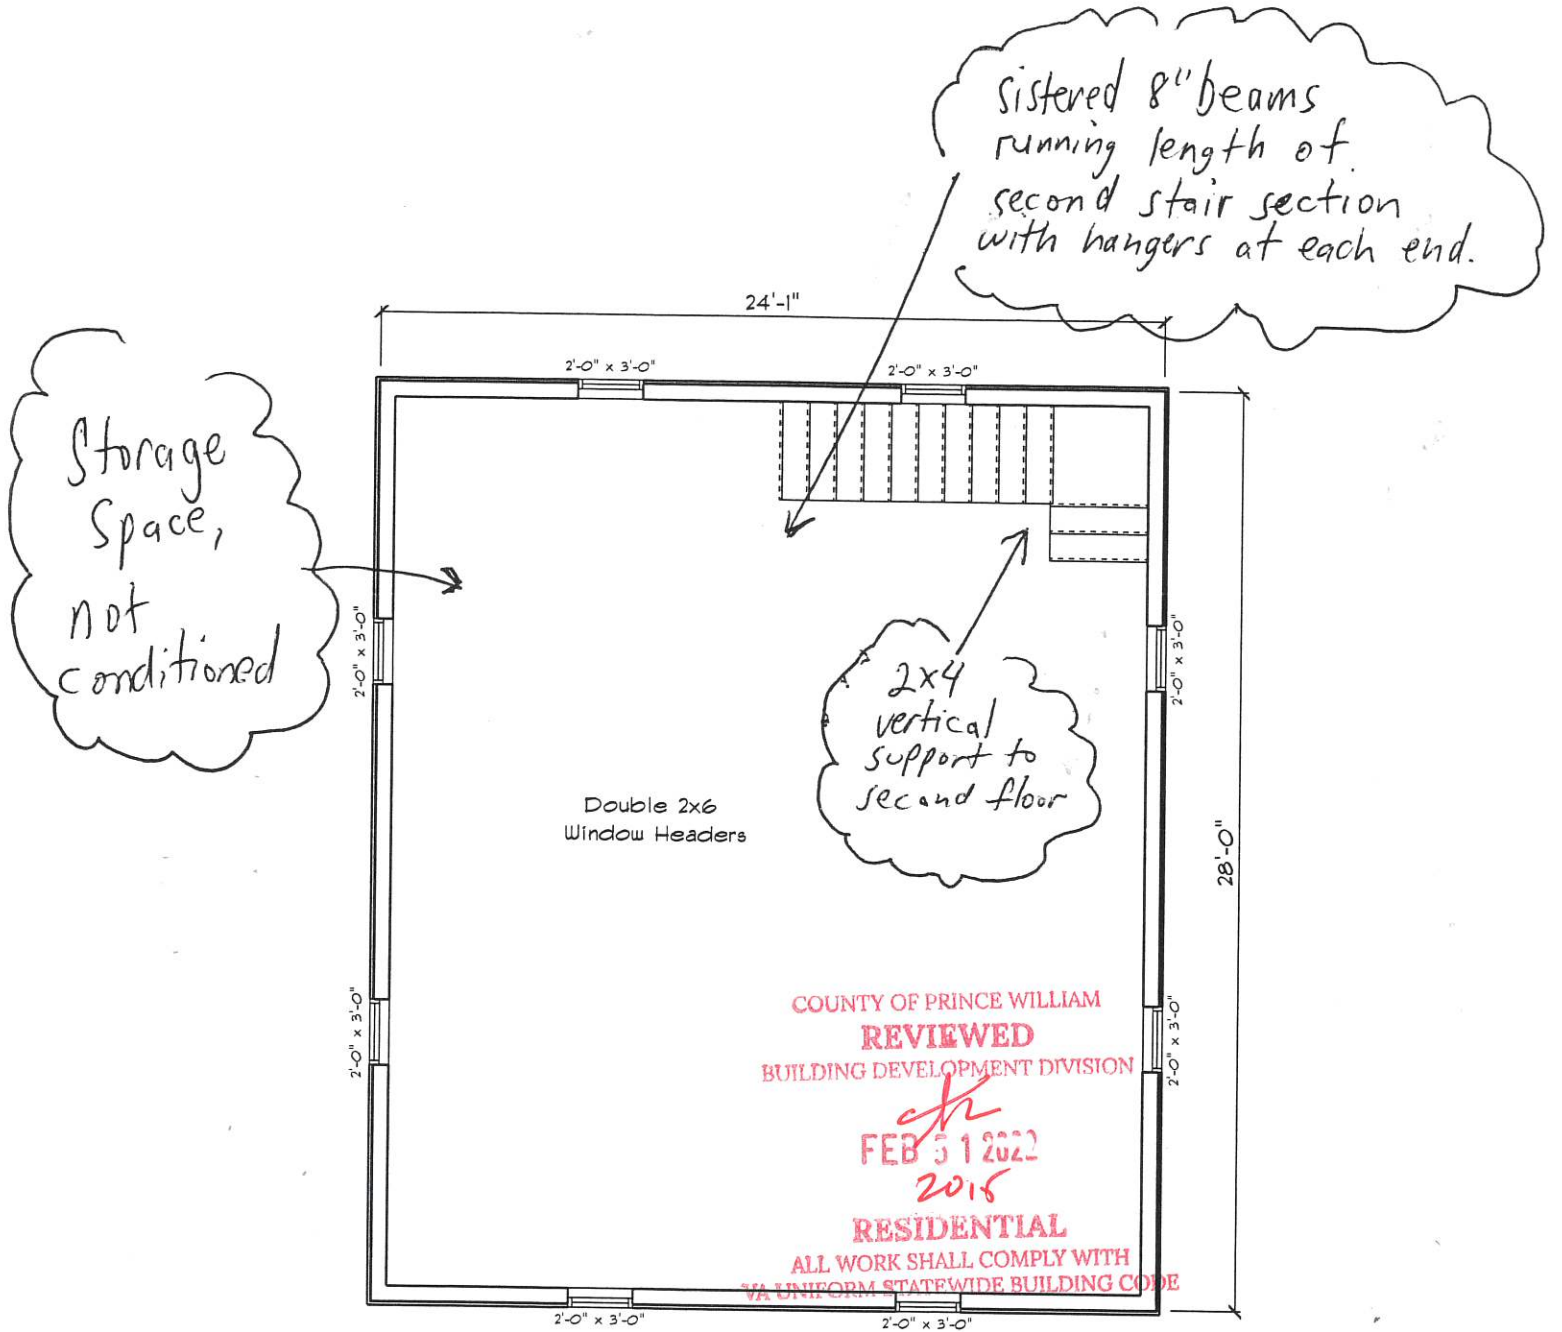 sistered 8" beams
running length of
second stair section
with hangers at each end.
24'-1"
2'-0" x 3'-0"
2'-0" x 3'-0"
Storage
Space,
not
conditioned
2'-0" x 3'-0"
2'-0" x 3'-0"
2x4
vertical
support to
second floor
Double 2x6
Window Headers
28'-0"
2'-0" x 3'-0"
2'-0" x 3'-0"
COUNTY OF PRINCE WILLIAM
REVIEWED
BUILDING DEVELOPMENT DIVISION
FEB 2022
RESIDENTIAL
ALL WORK SHALL COMPLY WITH
VA UNIFORM STATEWIDE BUILDING CODE
2'-0" x 3'-0"
2'-0" x 3'-0"